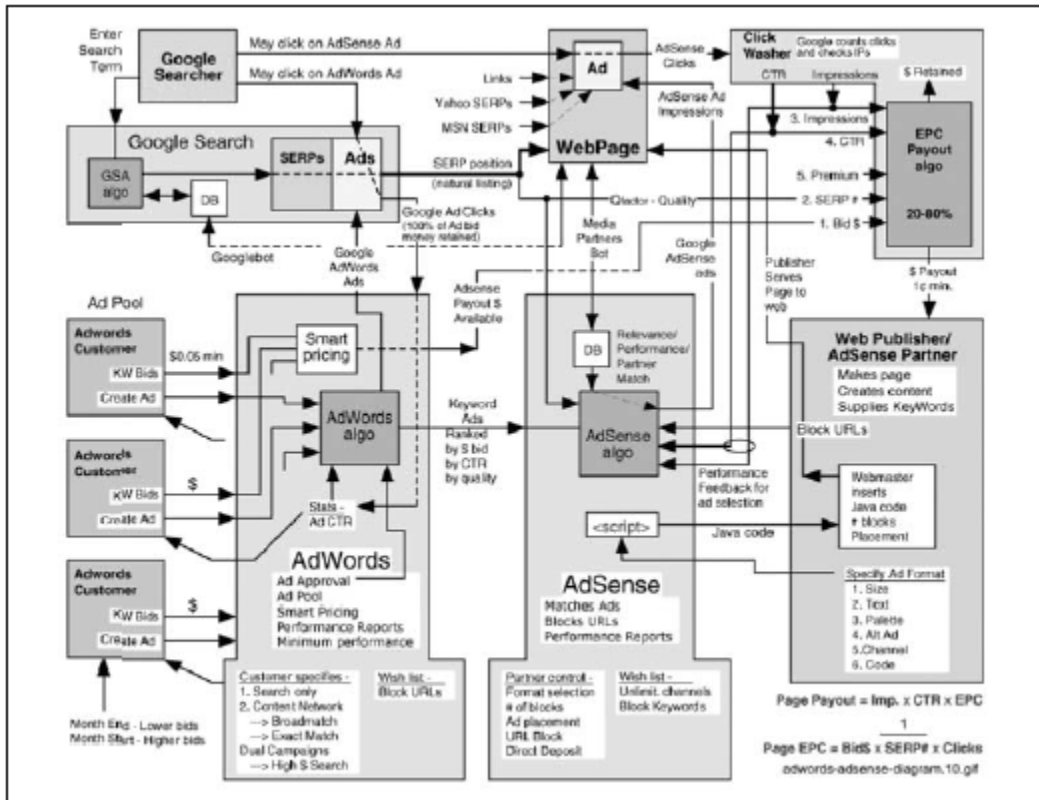 Enter
Search
Term
Google
Searcher
May click on AdSense Ad
May click on AdWords Ad
Links
Yahoo SERPs
MSN SERPs
Ad
WebPage
AdSense
Clicks
AdSense Ad
Impressions
Click
Washer
Google counts clicks
and checks IPs
CTR
Impressions
$ Retained
3. Impressions
4. CTR
5. Premium
2. SERP #
1. Bid $
EPC
Payout
algo
20-80%
Google Search
GSA
algo
DB
SERPs
Ads
SERP position
(natural listing)
Google Ad Clicks
(100% of Ad bid
money retained)
Googlebot
Google
AdWords
Ads
Adsense
Payout $
Available
Media
Partners
Bot
Qfactor - Quality
Google
AdSense
ads
Publisher
Serves
Page to
web
$ Payout
1¢ min.
Ad Pool
Adwords
Customer
$0.05 min
KW Bids
Create Ad
Adwords
Customer
$
KW Bids
Create Ad
Adwords
Customer
$
KW Bids
Create Ad
Month End - Lower bids
Month Start - Higher bids
Smart
pricing
AdWords
algo
Stats -
Ad CTR
AdWords
Ad Approval
Ad Pool
Smart Pricing
Performance Reports
Minimum performance
Customer specifies -
1. Search only
2. Content Network
---> Broadmatch
---> Exact Match
Dual Campaigns
---> High $ Search
Wish list -
Block URLs
Keyword
Ads
Ranked
by $ bid
by CTR
by quality
DB
Relevance/
Performance/
Partner
Match
AdSense
algo
Performance
Feedback for
ad selection
<script>
Java code
AdSense
Matches Ads
Blocks URLs
Performance Reports
Partner control -
Format selection
# of blocks
Ad placement
URL Block
Direct Deposit
Wish list -
Unlimit. channels
Block Keywords
Web Publisher/
AdSense Partner
Makes page
Creates content
Supplies KeyWords
Block URLs
Webmaster
inserts
Java code
# blocks
Placement
Specify Ad Format
1. Size
2. Text
3. Palette
4. Alt Ad
5.Channel
6. Code
Page Payout = Imp. x CTR x EPC
1
Page EPC = Bid$ x SERP# x Clicks
adwords-adsense-diagram.10.gif